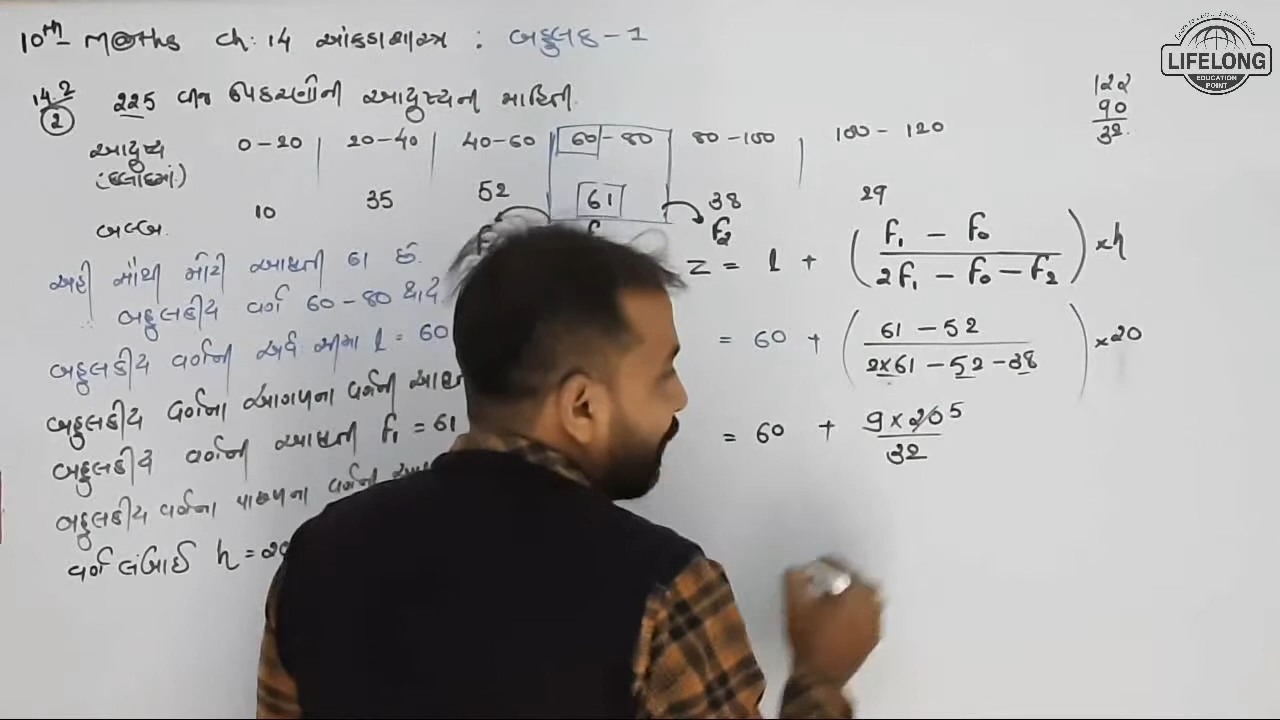 10th - M@ths ch: 14 આંકડાશાસ્ત્ર : બહુલક - 1
LIFELONG
EDUCATION POINT
14.2
2
225 વીજ ઉપકરણોની આયુષ્યની માહિતી.
122
90
32
આયુષ્ય (કલાકમાં) 0-20 20-40 40-60 60-80 80-100 100-120
10 35 52 61 38 29
F₂
અહી સૌથી મોટી આવૃત્તી 61 છે.
બહુલકીય વર્ગ 60-80 થાય
બહુલકીય વર્ગની અધ: સીમા l = 60
બહુલકીય વર્ગના આગળના વર્ગની
બહુલકીય વર્ગની આવૃત્તી f₁ = 61
બહુલકીય વર્ગના પાછળના વર્ગની
વર્ગ લંબાઈ h = 20
Z = l + ( f₁ - f₀ / 2f₁ - f₀ - f₂ ) × h
= 60 + ( 61 - 52 / 2×61 - 52 - 38 ) × 20
= 60 + 9 × 20 5 / 32